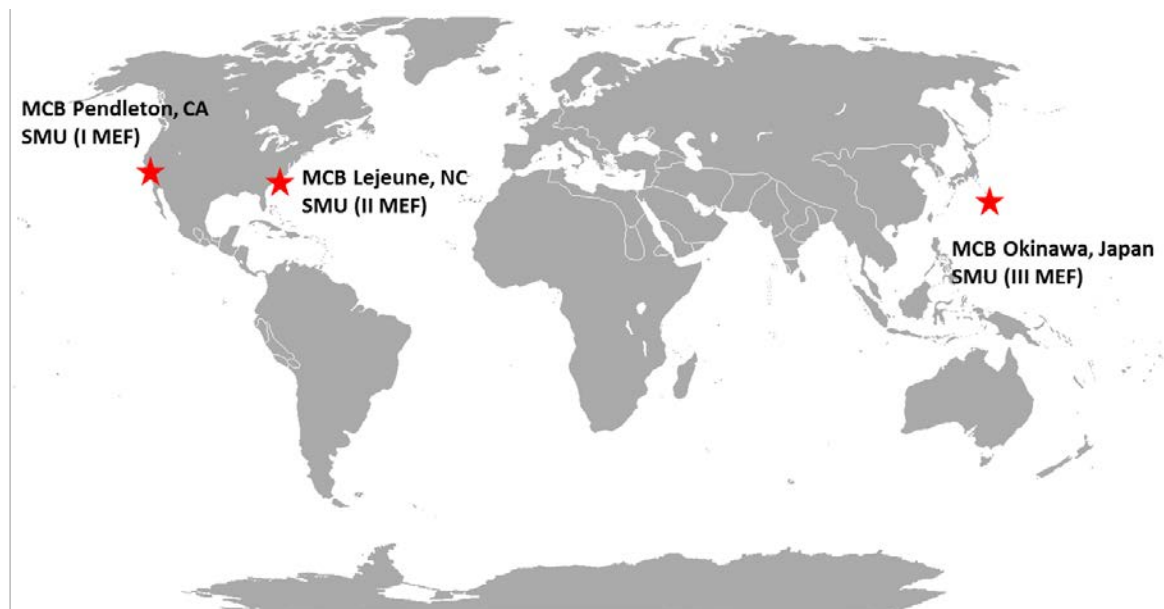 MCB Pendleton, CA
SMU (I MEF)
MCB Lejeune, NC
SMU (II MEF)
MCB Okinawa, Japan
SMU (III MEF)